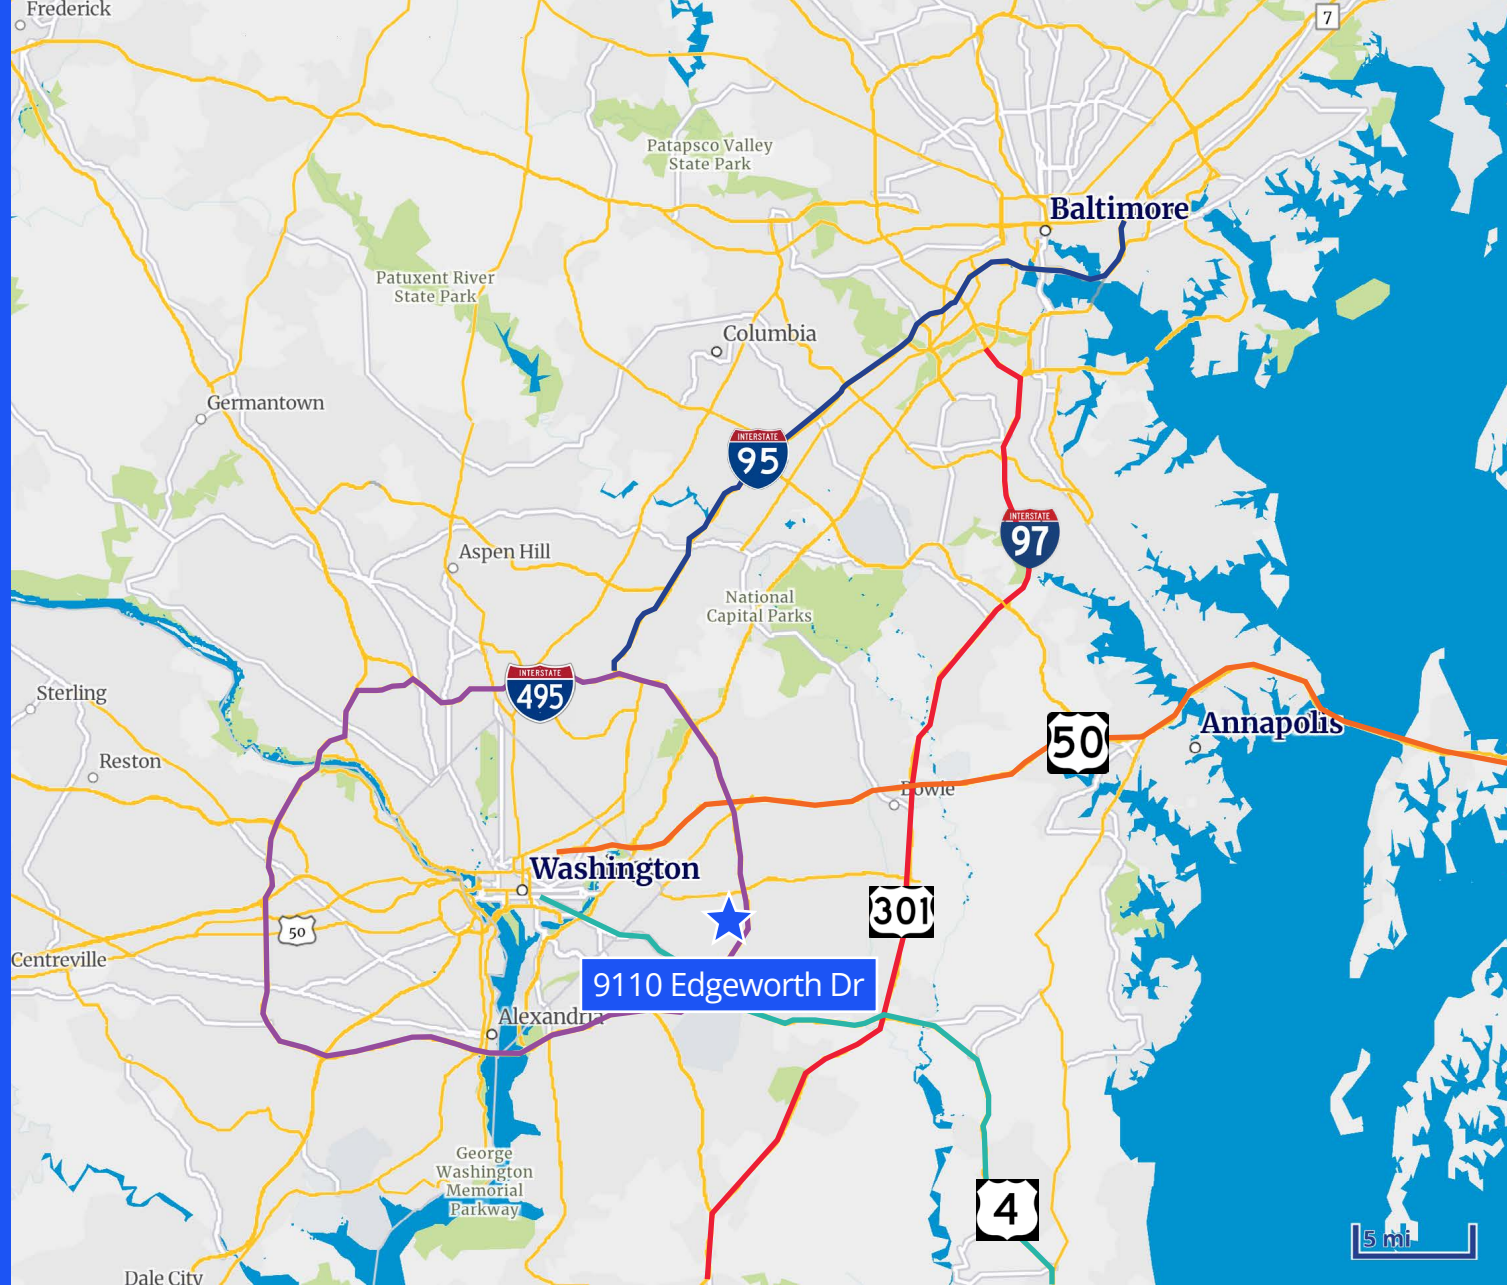 Frederick
7
Patapsco Valley
State Park
Baltimore
Patuxent River
State Park
Columbia
Germantown
INTERSTATE
95
INTERSTATE
97
Aspen Hill
National
Capital Parks
INTERSTATE
495
Sterling
Reston
50
Annapolis
Bowie
Washington
301
50
Centreville
9110 Edgeworth Dr
Alexandria
George
Washington
Memorial
Parkway
4
5 mi
Dale City